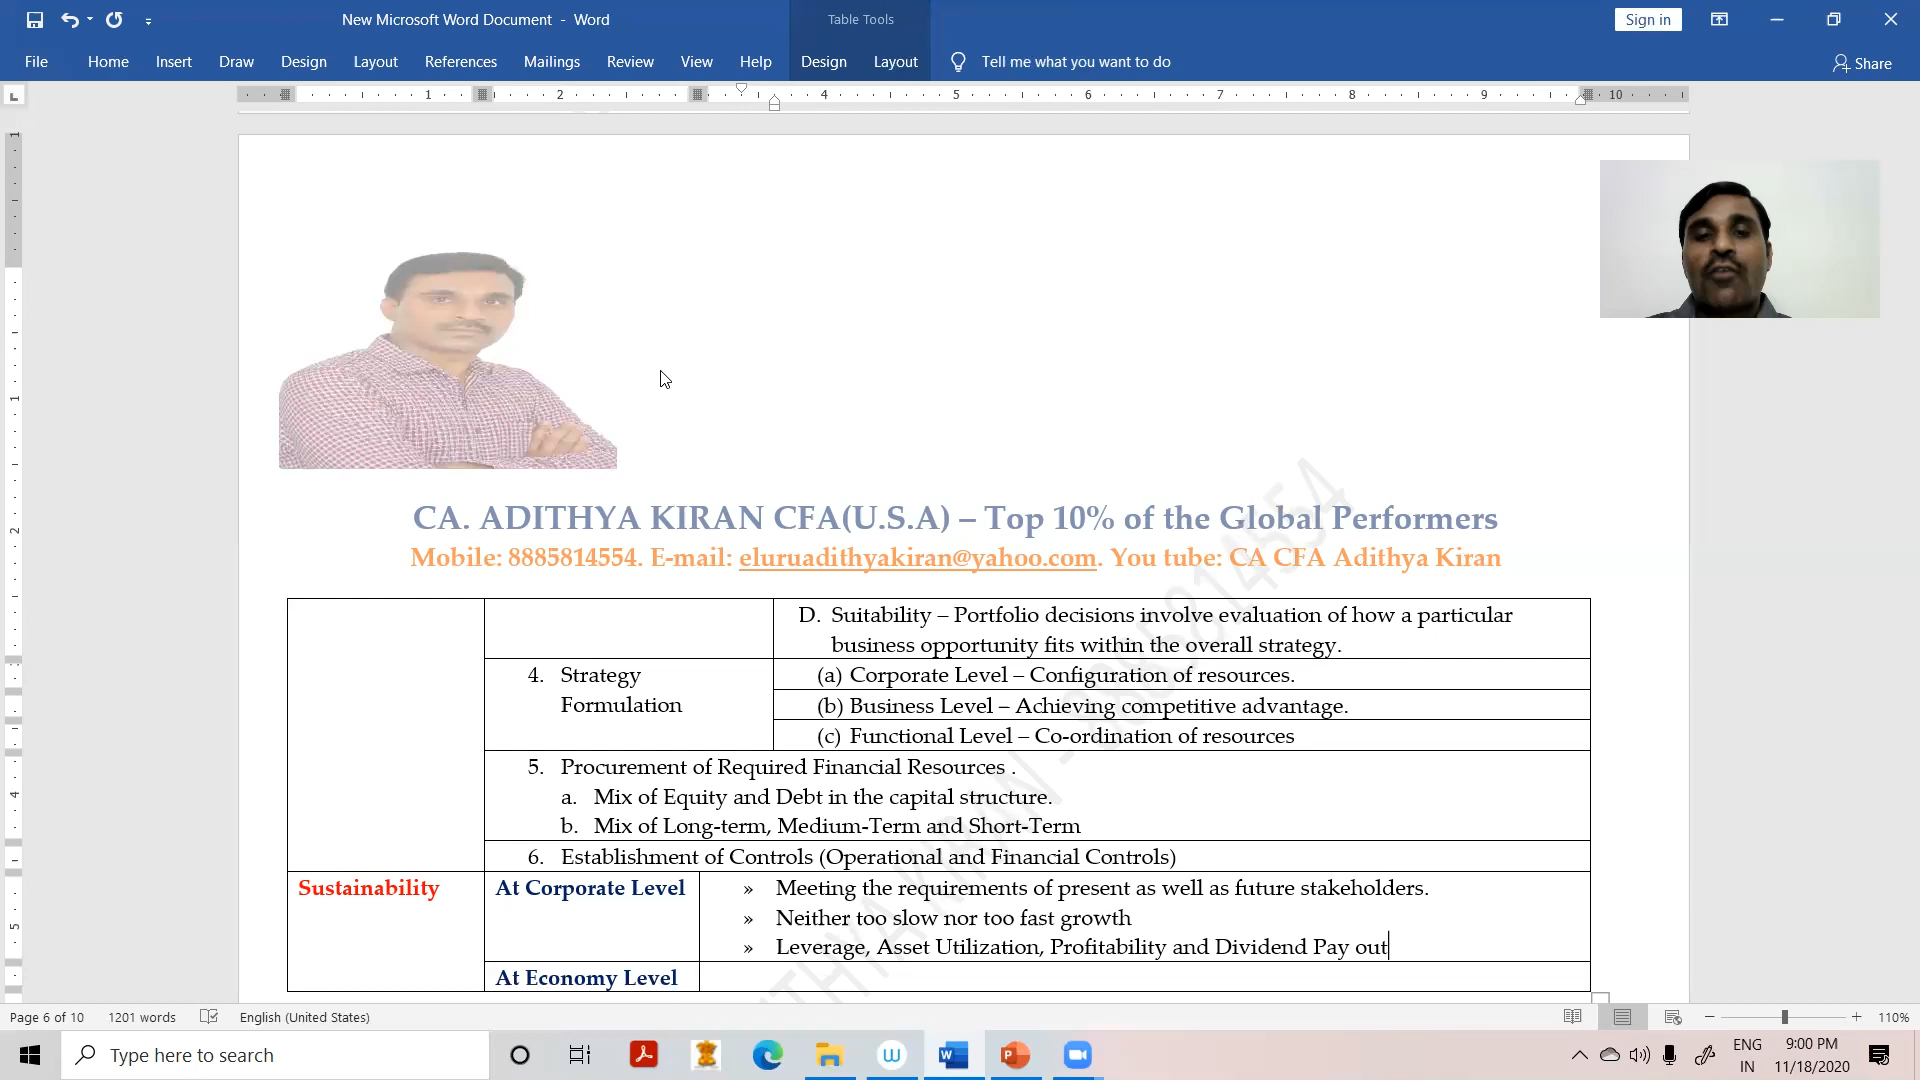 New Microsoft Word Document - Word
Table Tools
Sign in
File Home Insert Draw Design Layout References Mailings Review View Help Design Layout Tell me what you want to do Share
1 2 4 5 6 7 8 9 10
CA. ADITHYA KIRAN CFA(U.S.A) – Top 10% of the Global Performers
Mobile: 8885814554. E-mail: eluruadithyakiran@yahoo.com. You tube: CA CFA Adithya Kiran
D. Suitability – Portfolio decisions involve evaluation of how a particular
business opportunity fits within the overall strategy.
4. Strategy
Formulation
(a) Corporate Level – Configuration of resources.
(b) Business Level – Achieving competitive advantage.
(c) Functional Level – Co-ordination of resources
5. Procurement of Required Financial Resources .
a. Mix of Equity and Debt in the capital structure.
b. Mix of Long-term, Medium-Term and Short-Term
6. Establishment of Controls (Operational and Financial Controls)
Sustainability
At Corporate Level
» Meeting the requirements of present as well as future stakeholders.
» Neither too slow nor too fast growth
» Leverage, Asset Utilization, Profitability and Dividend Pay out
At Economy Level
Page 6 of 10 1201 words English (United States) 110%
Type here to search
ENG
IN
9:00 PM
11/18/2020